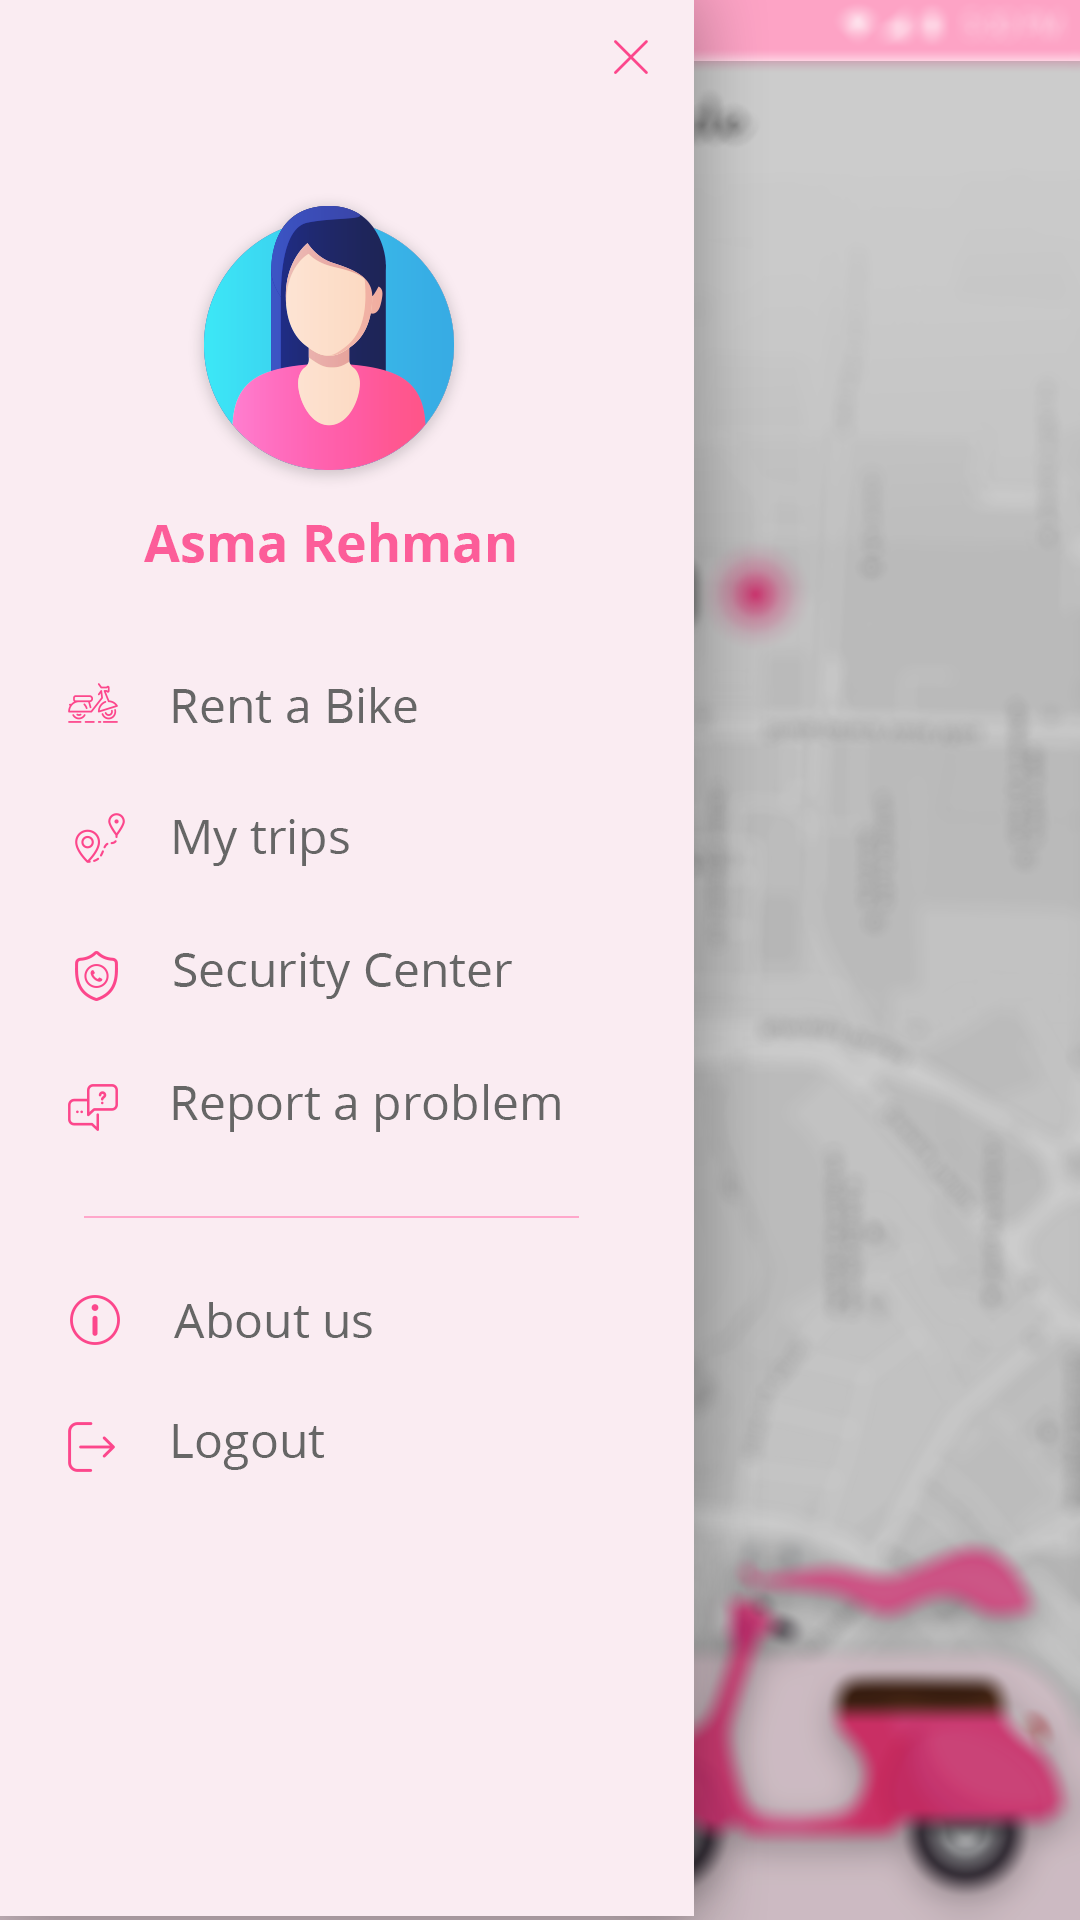 Asma Rehman
Rent a Bike
My trips
Security Center
Report a problem
About us
Logout